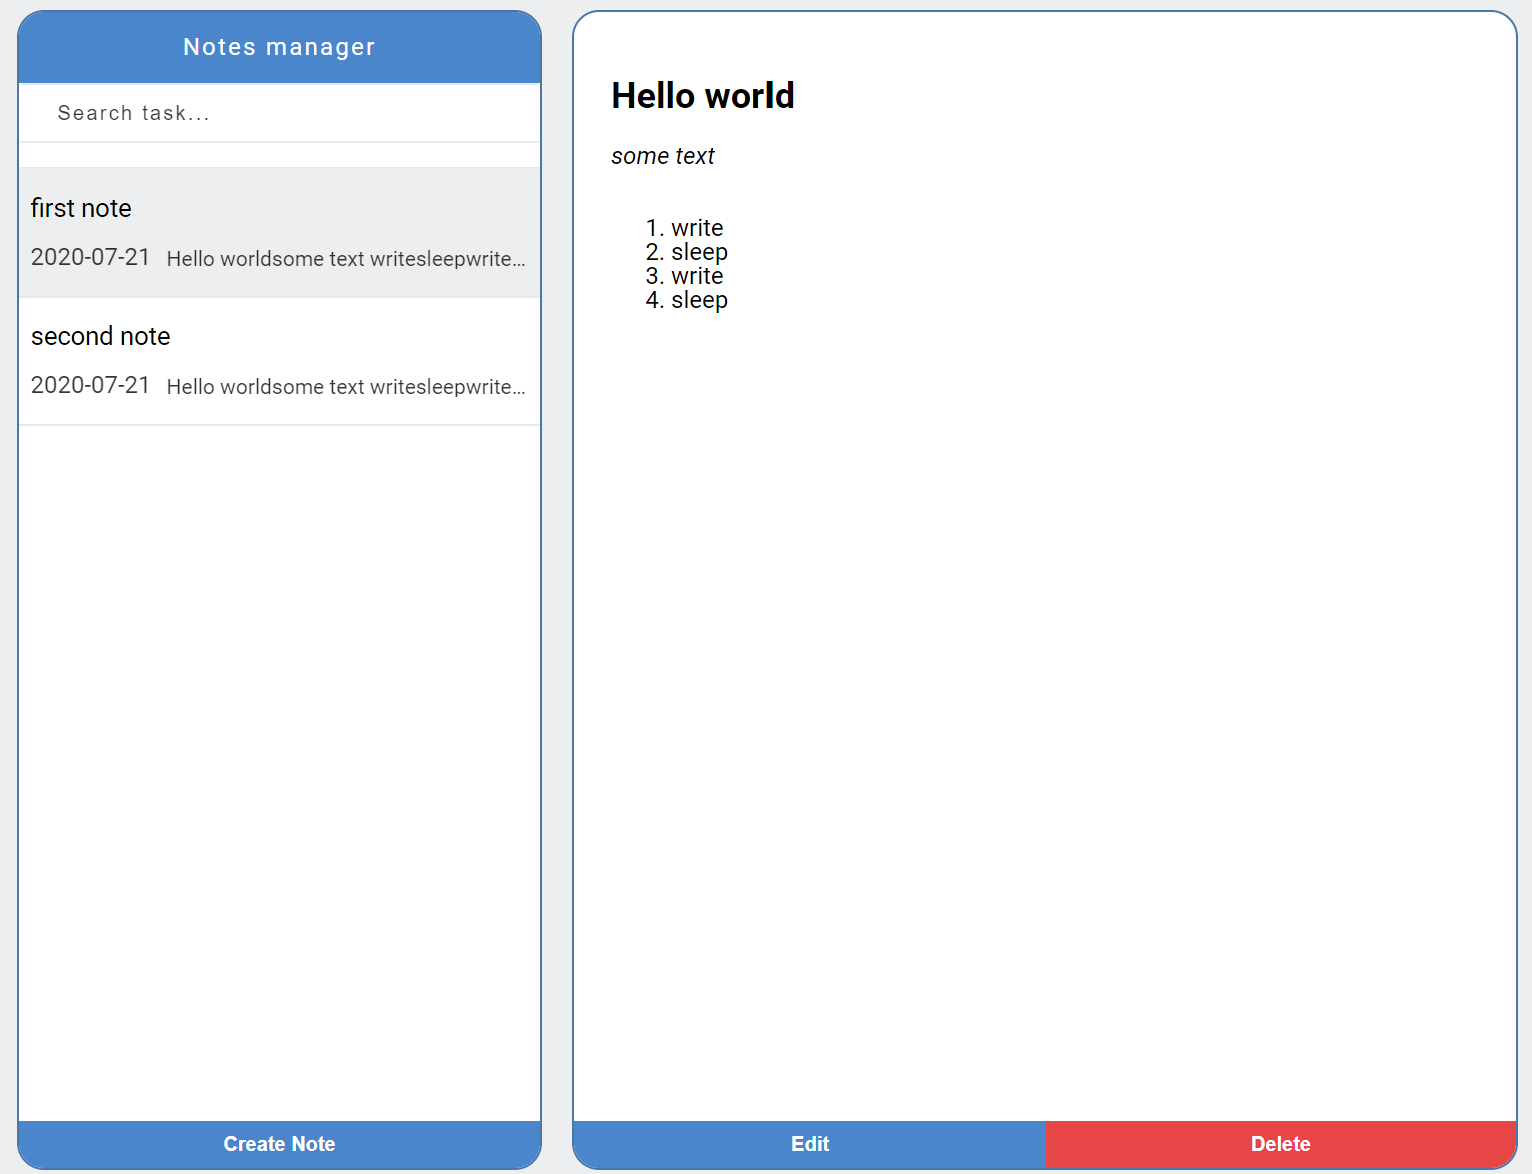 Notes manager
Search task...
first note
2020-07-21 Hello worldsome text writesleepwrite...
second note
2020-07-21 Hello worldsome text writesleepwrite...
Create Note
Hello world
some text
1. write
2. sleep
3. write
4. sleep
Edit
Delete